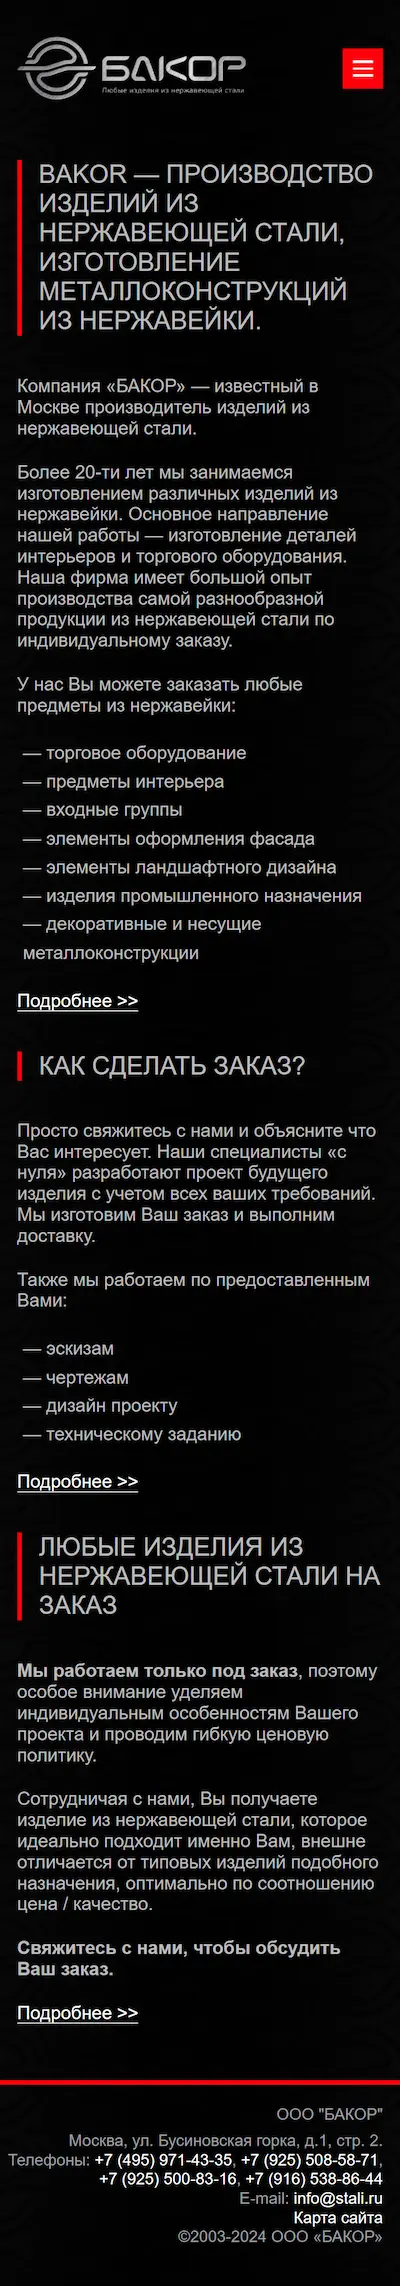 БАКОР
Любые изделия из нержавеющей стали
BAKOR — ПРОИЗВОДСТВО
ИЗДЕЛИЙ ИЗ
НЕРЖАВЕЮЩЕЙ СТАЛИ,
ИЗГОТОВЛЕНИЕ
МЕТАЛЛОКОНСТРУКЦИЙ
ИЗ НЕРЖАВЕЙКИ.
Компания «БАКОР» — известный в
Москве производитель изделий из
нержавеющей стали.
Более 20-ти лет мы занимаемся
изготовлением различных изделий из
нержавейки. Основное направление
нашей работы — изготовление деталей
интерьеров и торгового оборудования.
Наша фирма имеет большой опыт
производства самой разнообразной
продукции из нержавеющей стали по
индивидуальному заказу.
У нас Вы можете заказать любые
предметы из нержавейки:
— торговое оборудование
— предметы интерьера
— входные группы
— элементы оформления фасада
— элементы ландшафтного дизайна
— изделия промышленного назначения
— декоративные и несущие
металлоконструкции
Подробнее >>
КАК СДЕЛАТЬ ЗАКАЗ?
Просто свяжитесь с нами и объясните что
Вас интересует. Наши специалисты «с
нуля» разработают проект будущего
изделия с учетом всех ваших требований.
Мы изготовим Ваш заказ и выполним
доставку.
Также мы работаем по предоставленным
Вами:
— эскизам
— чертежам
— дизайн проекту
— техническому заданию
Подробнее >>
ЛЮБЫЕ ИЗДЕЛИЯ ИЗ
НЕРЖАВЕЮЩЕЙ СТАЛИ НА
ЗАКАЗ
Мы работаем только под заказ, поэтому
особое внимание уделяем
индивидуальным особенностям Вашего
проекта и проводим гибкую ценовую
политику.
Сотрудничая с нами, Вы получаете
изделие из нержавеющей стали, которое
идеально подходит именно Вам, внешне
отличается от типовых изделий подобного
назначения, оптимально по соотношению
цена / качество.
Свяжитесь с нами, чтобы обсудить
Ваш заказ.
Подробнее >>
ООО "БАКОР"
Москва, ул. Бусиновская горка, д.1, стр. 2.
Телефоны: +7 (495) 971-43-35, +7 (925) 508-58-71,
+7 (925) 500-83-16, +7 (916) 538-86-44
E-mail: info@stali.ru
Карта сайта
©2003-2024 ООО «БАКОР»